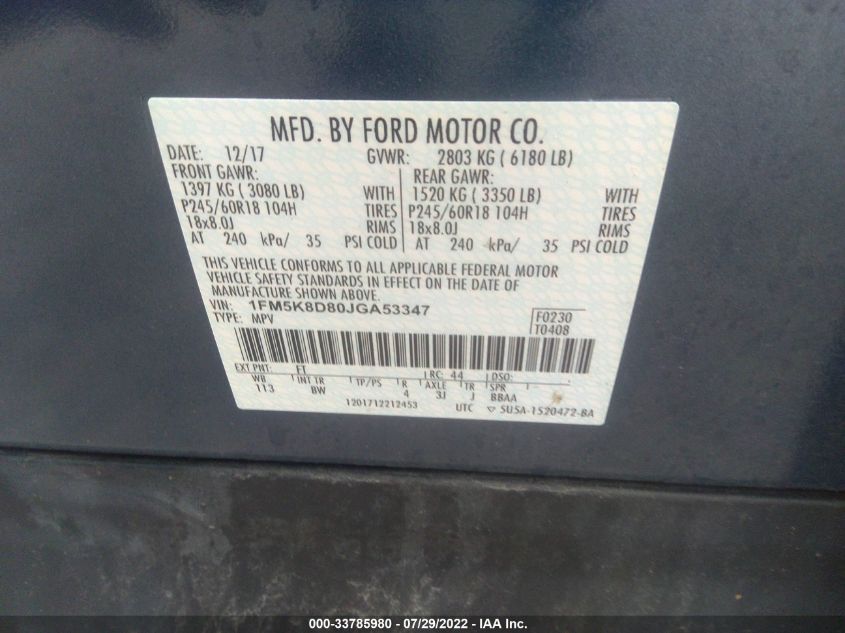 MFD. BY FORD MOTOR CO.
DATE: 12/17 GVWR: 2803 KG ( 6180 LB)
FRONT GAWR: REAR GAWR:
1397 KG ( 3080 LB) WITH 1520 KG ( 3350 LB) WITH
P245/60R18 104H TIRES P245/60R18 104H TIRES
18x8.0J RIMS 18x8.0J RIMS
AT 240 kPa/ 35 PSI COLD AT 240 kPa/ 35 PSI COLD
THIS VEHICLE CONFORMS TO ALL APPLICABLE FEDERAL MOTOR
VEHICLE SAFETY STANDARDS IN EFFECT ON THE DATE OF
MANUFACTURE SHOWN ABOVE.
VIN: 1FM5K8D80JGA53347 F0230
TYPE: MPV T0408
EXT PNT: FT RC: 44 DSO:
WB INT TR TP/PS R AXLE TR SPR
113 BW 4 3J J BBAA
1201712212453 UTC ▽ SU5A-1520472-BA
000-33785980 - 07/29/2022 - IAA Inc.